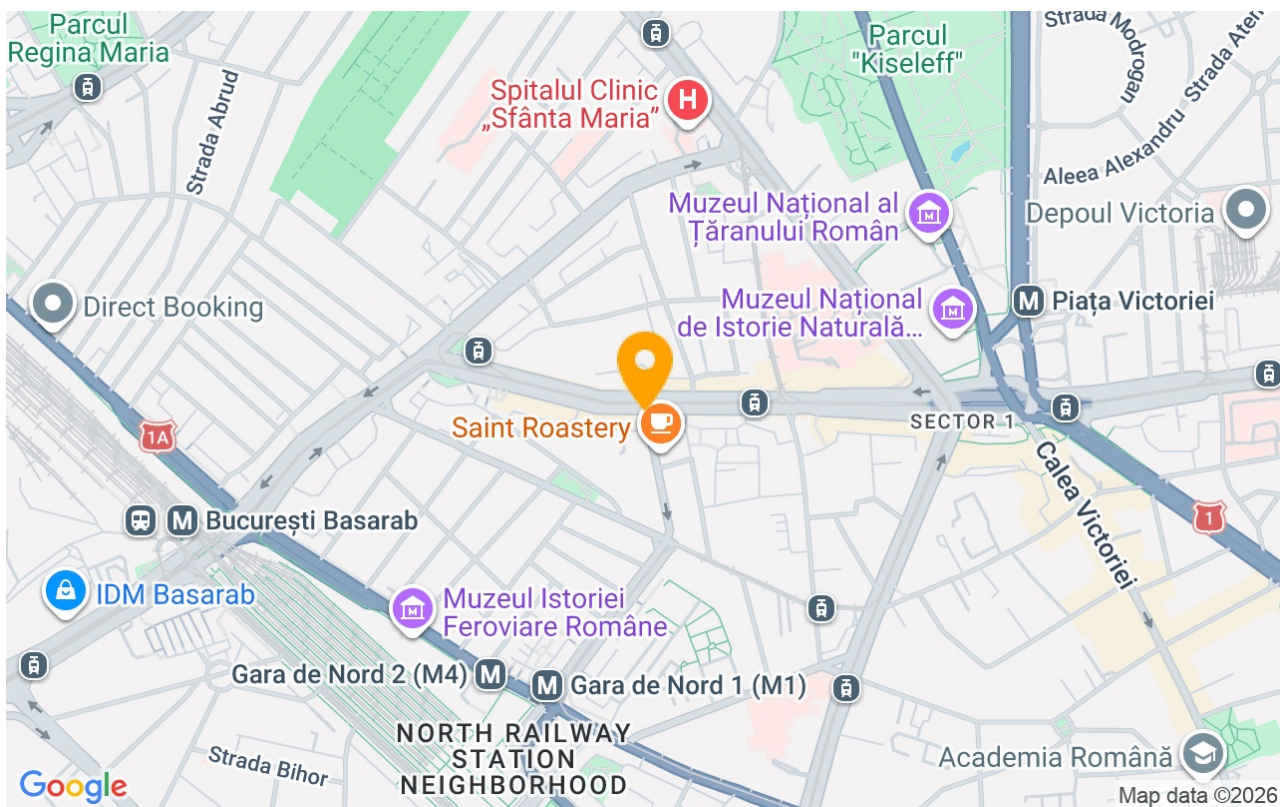 Parcul
Regina Maria
Strada Abrud
Spitalul Clinic
„Sfânta Maria”
H
Parcul
"Kiseleff"
Strada Modrogan
Strada Aten
Aleea Alexandru
Muzeul Național al
Țăranului Român
M
Depoul Victoria
Muzeul Național
de Istorie Naturală...
M
M Piața Victoriei
Direct Booking
Saint Roastery
SECTOR 1
1A
Calea Victoriei
1
M București Basarab
IDM Basarab
Muzeul Istoriei
Feroviare Române
M
Gara de Nord 2 (M4) M
M Gara de Nord 1 (M1)
NORTH RAILWAY
STATION
NEIGHBORHOOD
Strada Bihor
Academia Română
Google
Map data ©2026